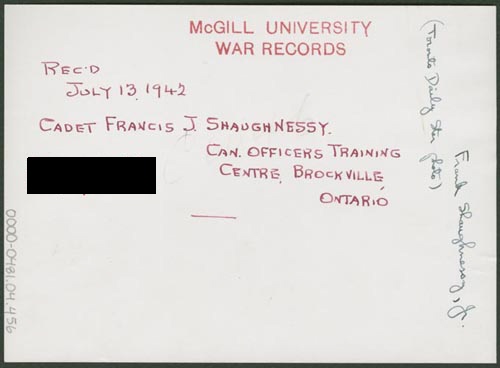 McGILL UNIVERSITY
WAR RECORDS
REC'D
JULY 13, 1942
CADET FRANCIS J. SHAUGHNESSY.
CAN. OFFICERS TRAINING
CENTRE, BROCKVILLE,
ONTARIO
(Toronto Daily Star photo)
Frank Shaughnessy, Jr.
0000-0481.04.456